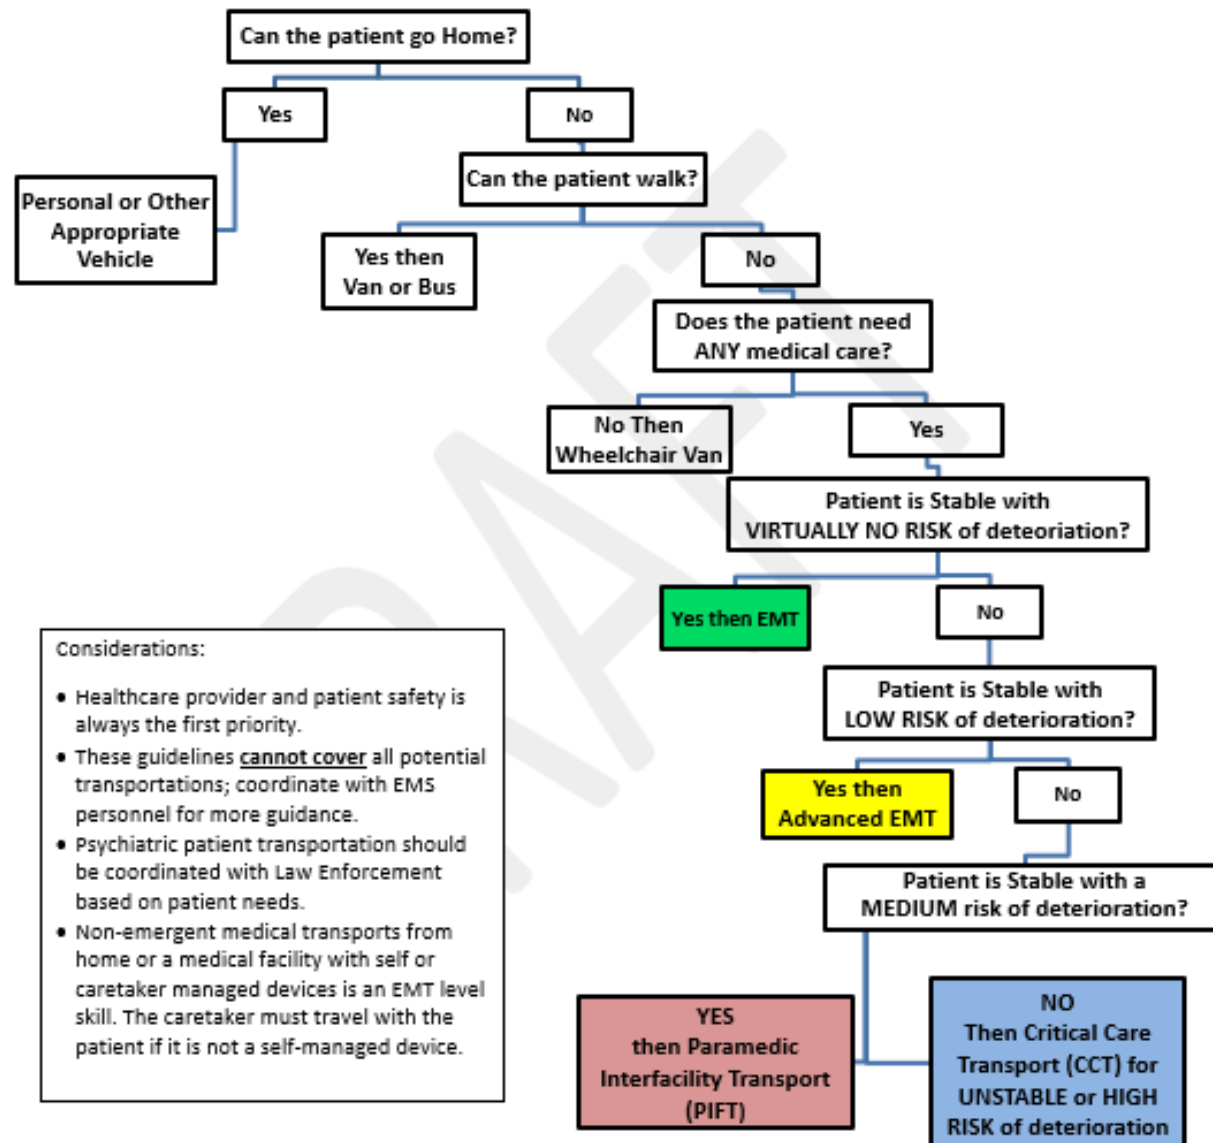 Can the patient go Home?
Yes
No
Personal or Other
Appropriate
Vehicle
Can the patient walk?
Yes then
Van or Bus
No
Does the patient need
ANY medical care?
No Then
Wheelchair Van
Yes
Patient is Stable with
VIRTUALLY NO RISK of deteoriation?
Yes then EMT
No
Patient is Stable with
LOW RISK of deterioration?
Yes then
Advanced EMT
No
Patient is Stable with a
MEDIUM risk of deterioration?
YES
then Paramedic
Interfacility Transport
(PIFT)
NO
Then Critical Care
Transport (CCT) for
UNSTABLE or HIGH
RISK of deterioration
Considerations:
• Healthcare provider and patient safety is
always the first priority.
• These guidelines cannot cover all potential
transportations; coordinate with EMS
personnel for more guidance.
• Psychiatric patient transportation should
be coordinated with Law Enforcement
based on patient needs.
• Non-emergent medical transports from
home or a medical facility with self or
caretaker managed devices is an EMT level
skill. The caretaker must travel with the
patient if it is not a self-managed device.
DRAFT